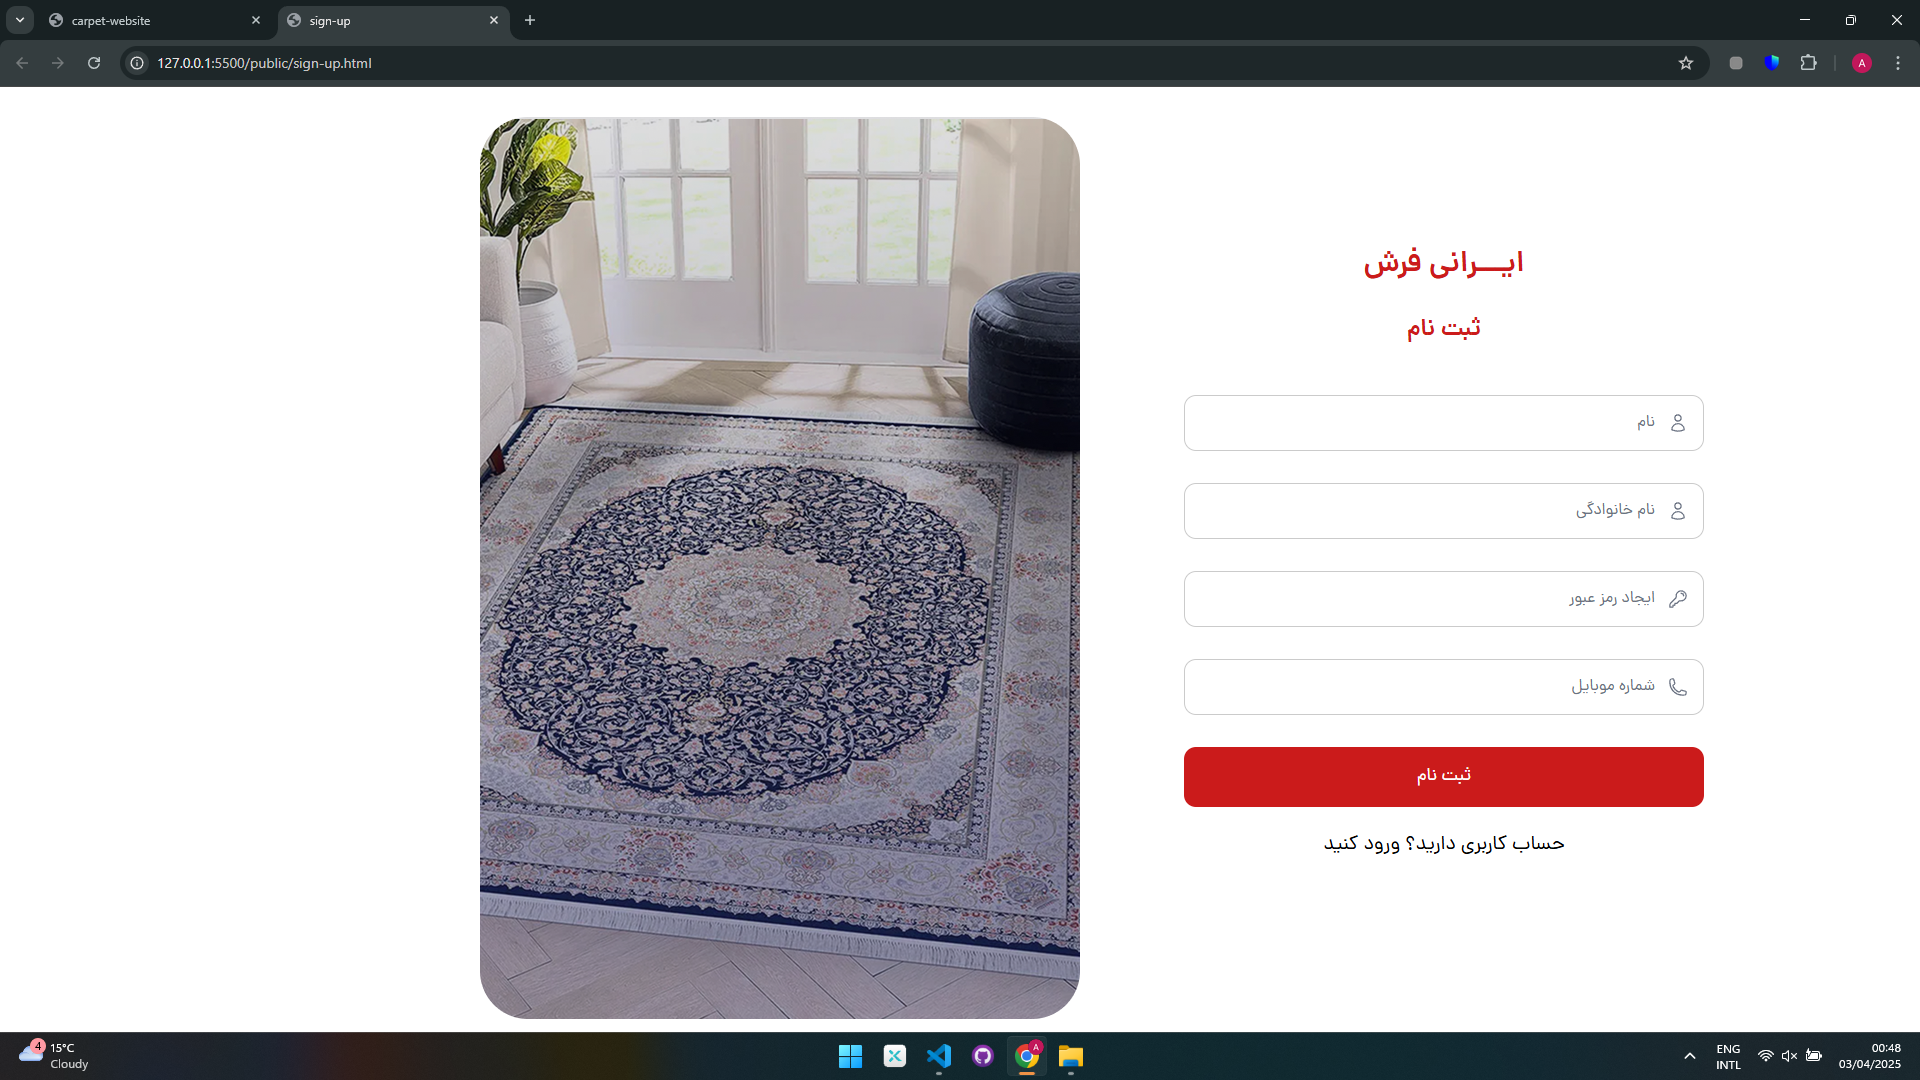 carpet-website
sign-up
127.0.0.1:5500/public/sign-up.html
A
ایـــرانی فرش
ثبت نام
نام
نام خانوادگی
ایجاد رمز عبور
شماره موبایل
ثبت نام
حساب کاربری دارید؟ ورود کنید
4
15°C
Cloudy
A
ENG
INTL
00:48
03/04/2025